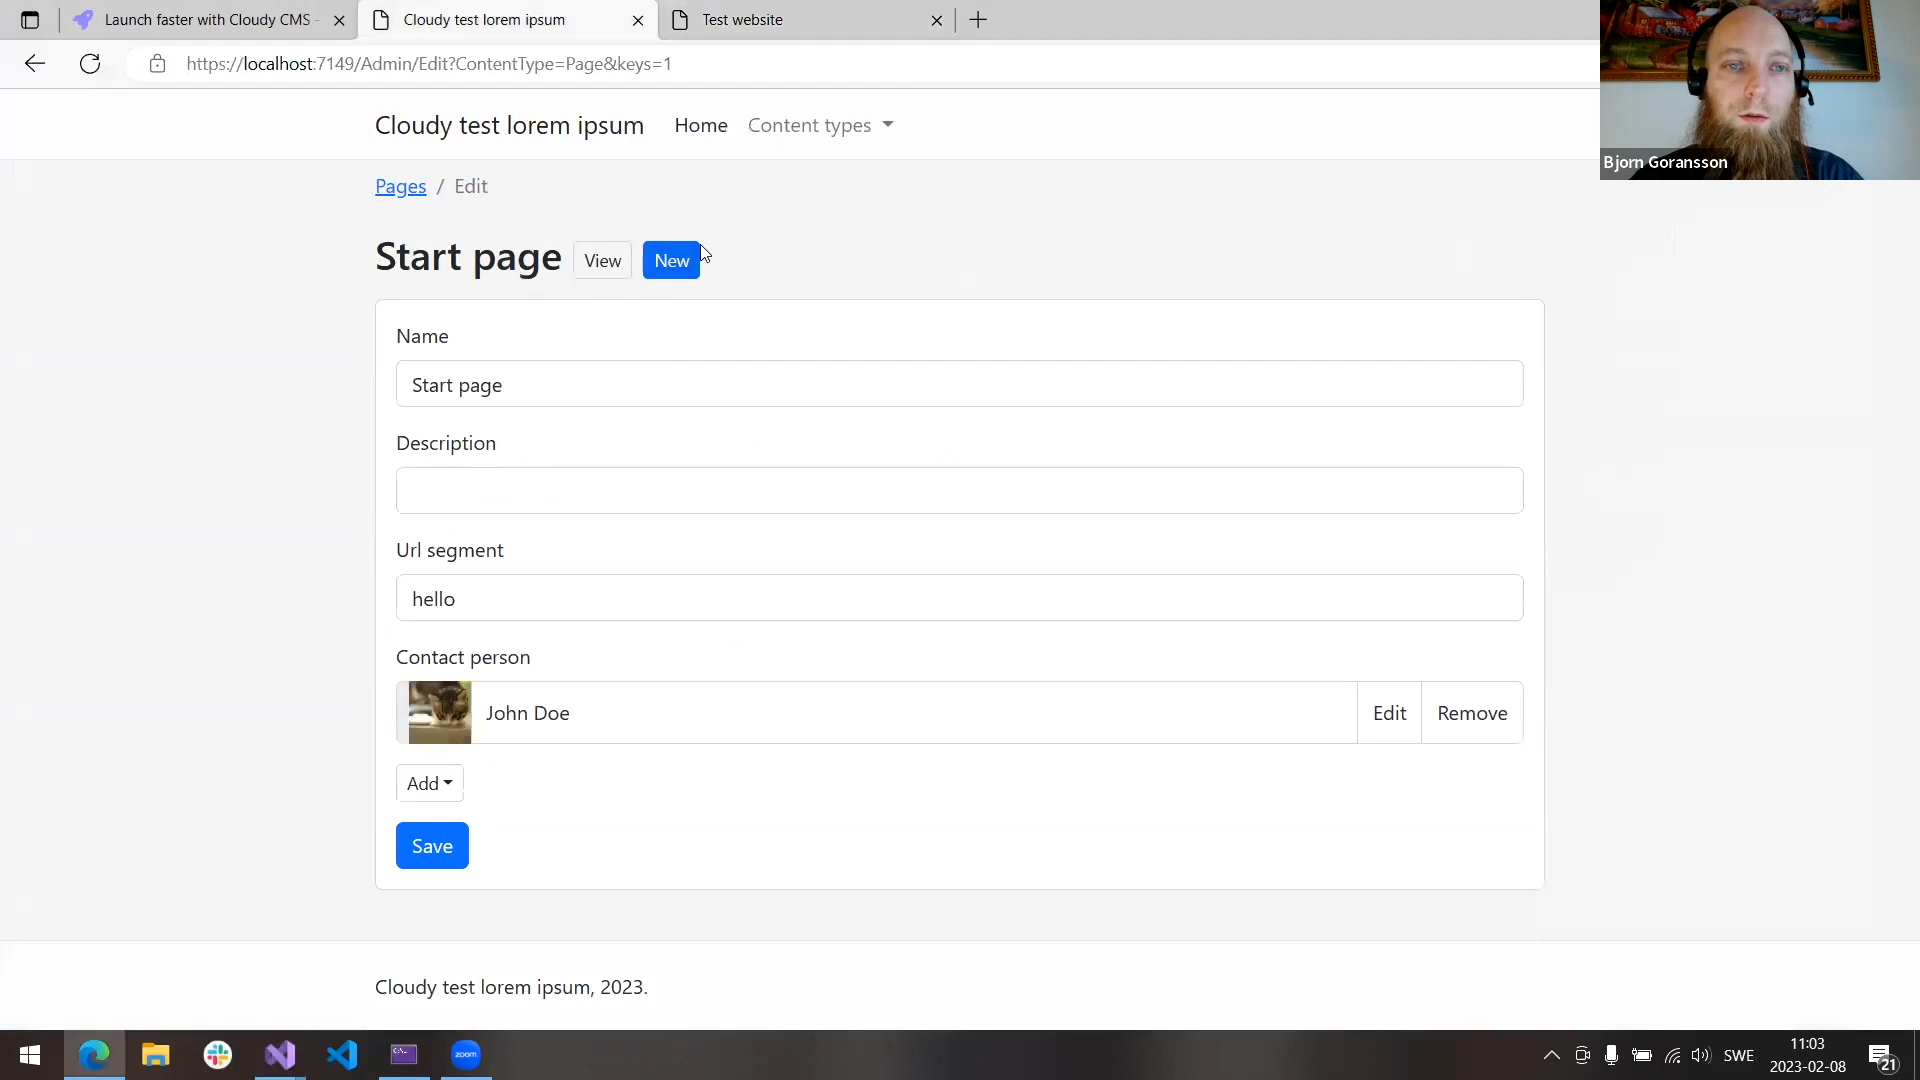 Launch faster with Cloudy CMS -
Cloudy test lorem ipsum
Test website
https://localhost:7149/Admin/Edit?ContentType=Page&keys=1
Bjorn Goransson
Cloudy test lorem ipsum Home Content types
Pages / Edit
Start page View New
Name
Start page
Description
Url segment
hello
Contact person
John Doe Edit Remove
Add
Save
Cloudy test lorem ipsum, 2023.
zoom
SWE
11:03
2023-02-08
21